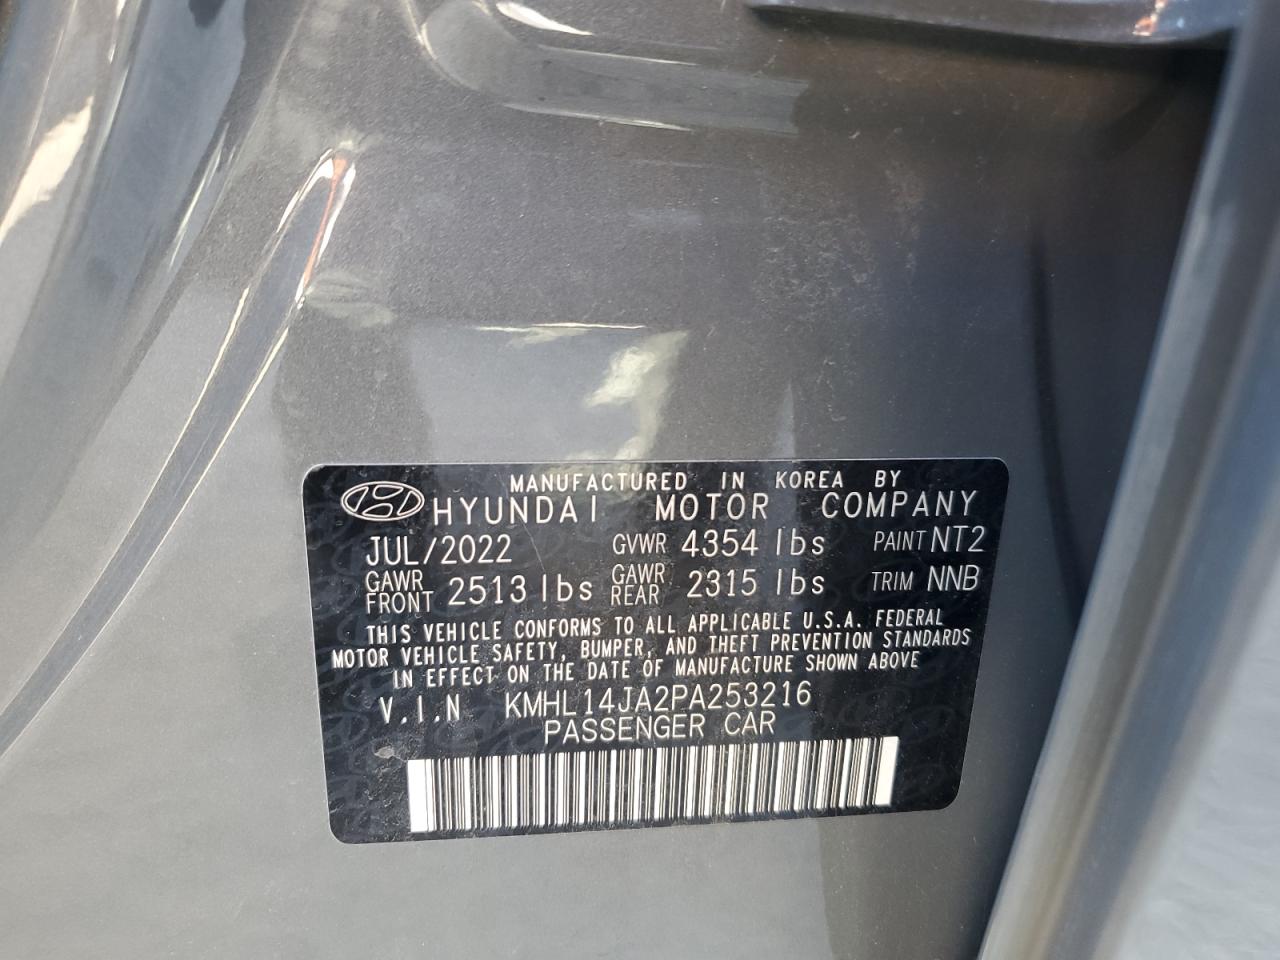 MANUFACTURED IN KOREA BY
HYUNDAI MOTOR COMPANY
JUL/2022 GVWR 4354 lbs PAINT NT2
GAWR FRONT 2513 lbs GAWR REAR 2315 lbs TRIM NNB
THIS VEHICLE CONFORMS TO ALL APPLICABLE U.S.A. FEDERAL
MOTOR VEHICLE SAFETY, BUMPER, AND THEFT PREVENTION STANDARDS
IN EFFECT ON THE DATE OF MANUFACTURE SHOWN ABOVE
V.I.N KMHL14JA2PA253216
PASSENGER CAR